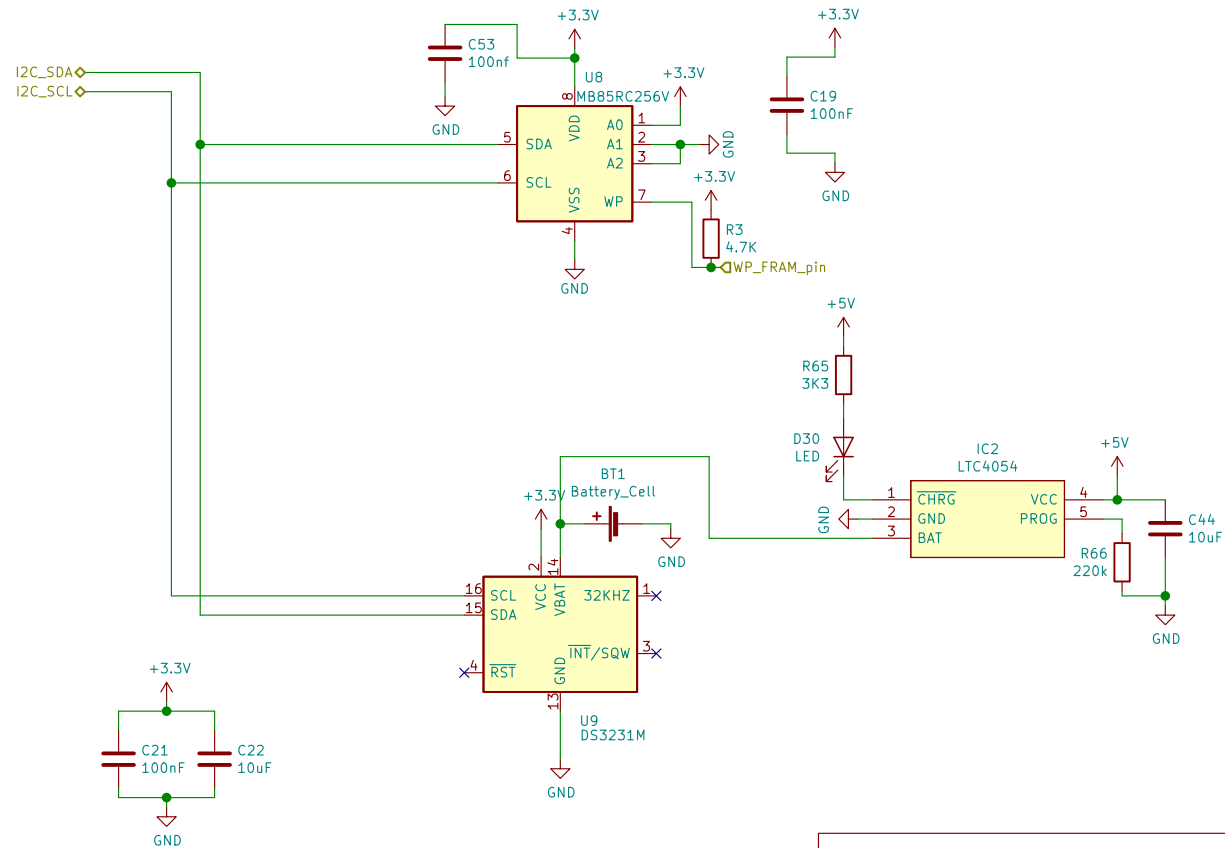 +3.3V
C53
100nf
I2C_SDA
I2C_SCL
GND
U8
MB85RC256V
+3.3V
8
VDD
5
SDA
6
SCL
A0
1
A1
2
A2
3
WP
7
VSS
4
GND
GND
+3.3V
R3
4.7K
WP_FRAM_pin
+3.3V
C19
100nF
GND
+5V
R65
3K3
D30
LED
IC2
LTC4054
+5V
1
CHRG
2
GND
3
BAT
VCC
4
PROG
5
GND
R66
220k
C44
10uF
GND
BT1
Battery_Cell
+3.3V
GND
2
VCC
14
VBAT
16
SCL
15
SDA
4
RST
32KHZ
1
INT/SQW
3
GND
13
U9
DS3231M
GND
+3.3V
C21
100nF
C22
10uF
GND